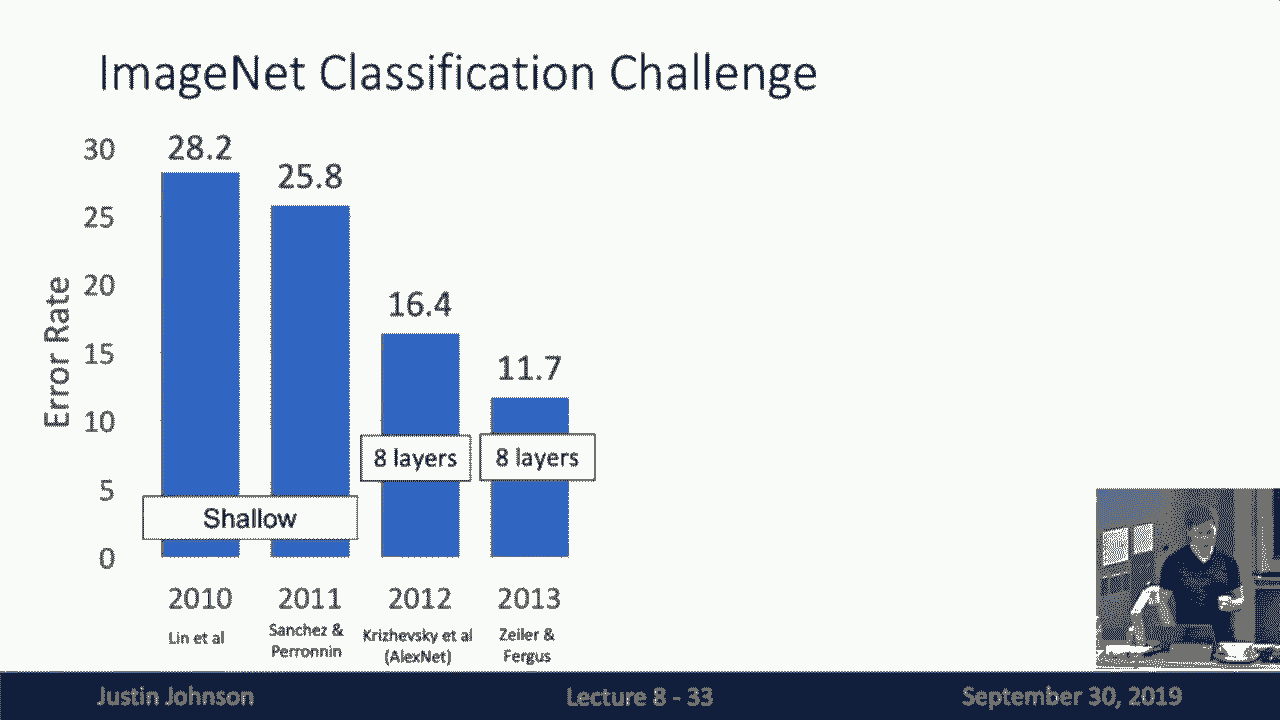 ImageNet Classification Challenge
Error Rate
30
25
20
15
10
5
0
28.2
25.8
16.4
11.7
Shallow
8 layers
8 layers
2010
2011
2012
2013
Lin et al
Sanchez &
Perronnin
Krizhevsky et al
(AlexNet)
Zeiler &
Fergus
Justin Johnson
Lecture 8 - 33
September 30, 2019